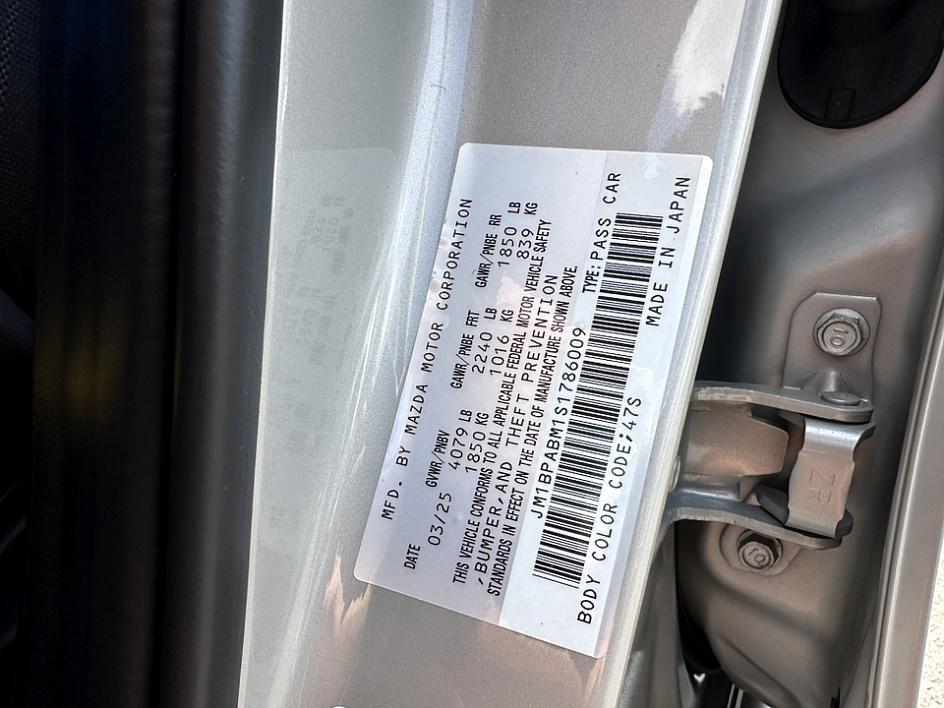 MFD. BY MAZDA MOTOR CORPORATION
DATE GVWR/PNBV GAWR/PNBE FRT GAWR/PNBE RR
03/25 4079 LB 2240 LB 1850 LB
1850 KG 1016 KG 839 KG
THIS VEHICLE CONFORMS TO ALL APPLICABLE FEDERAL MOTOR VEHICLE SAFETY
, BUMPER, AND THEFT PREVENTION
STANDARDS IN EFFECT ON THE DATE OF MANUFACTURE SHOWN ABOVE
JM1BPABM1S1786009 TYPE: PASS CAR
BODY COLOR CODE:47S MADE IN JAPAN
10
ZR